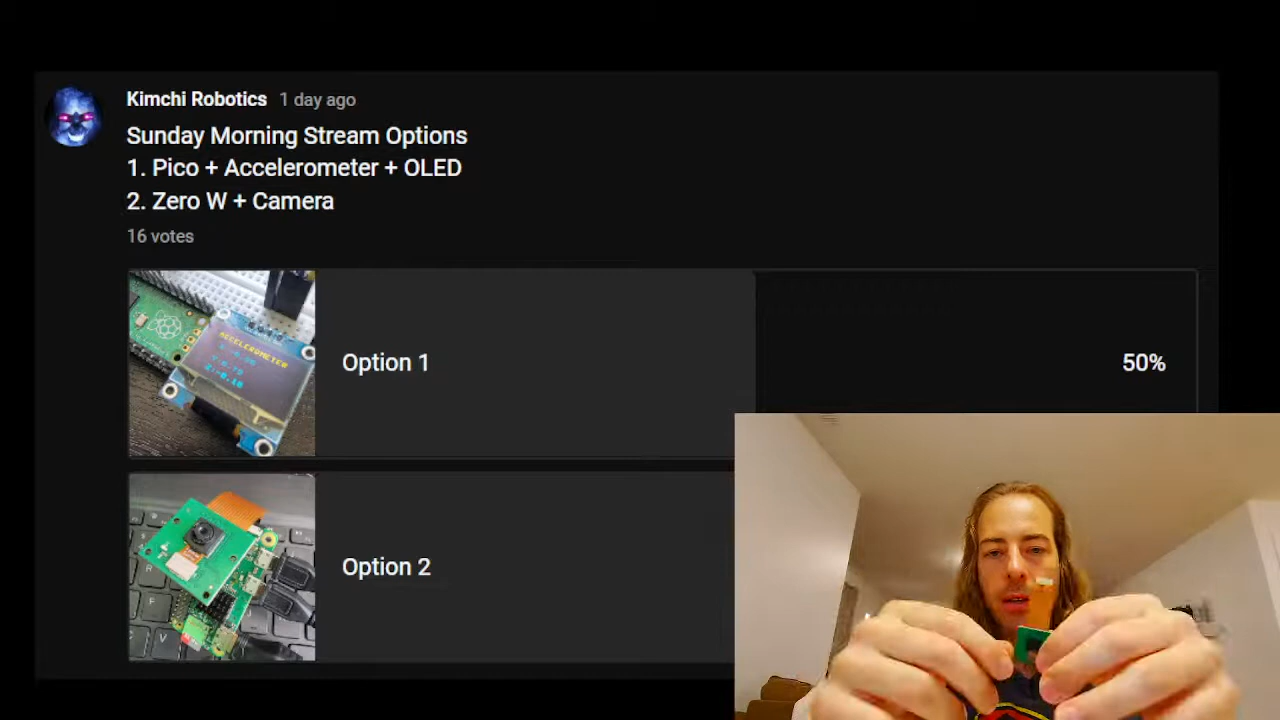 Kimchi Robotics 1 day ago
Sunday Morning Stream Options
1. Pico + Accelerometer + OLED
2. Zero W + Camera
16 votes
ACCELEROMETER
Option 1
50%
Option 2